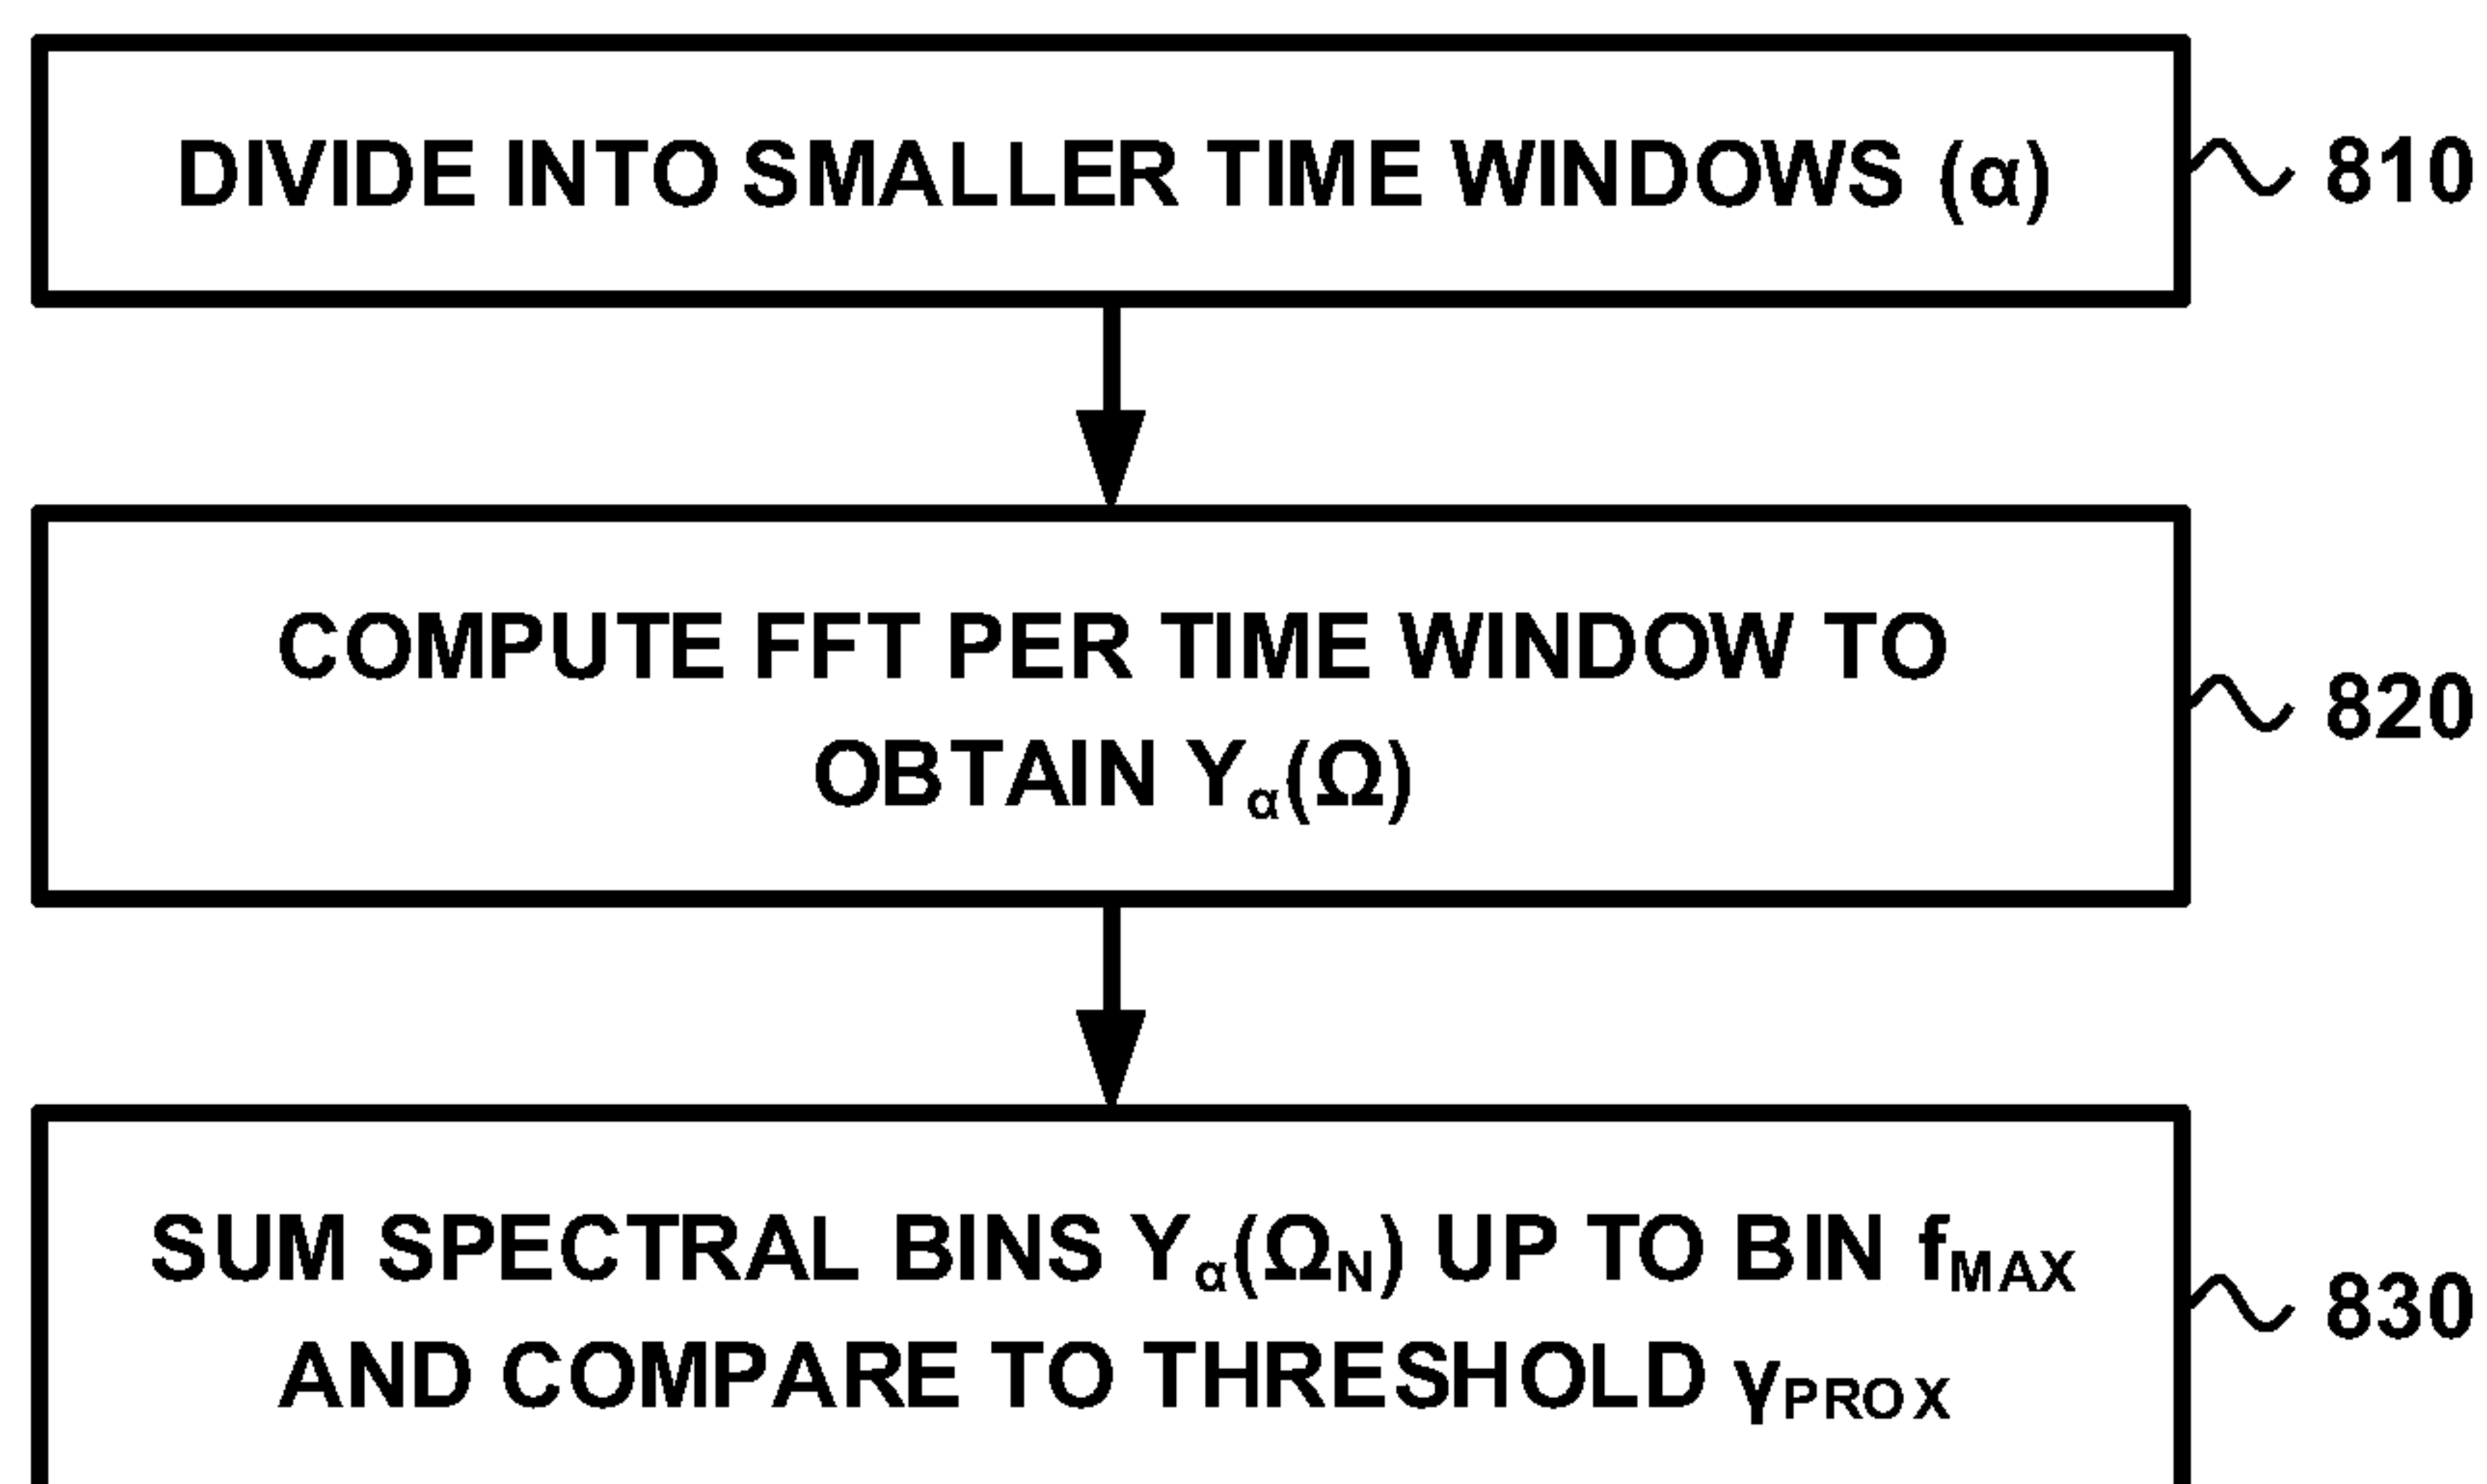 DIVIDE INTO SMALLER TIME WINDOWS (α)
810
COMPUTE FFT PER TIME WINDOW TO
OBTAIN Yα(Ω)
820
SUM SPECTRAL BINS Yα(ΩN) UP TO BIN fMAX
AND COMPARE TO THRESHOLD γPROX
830